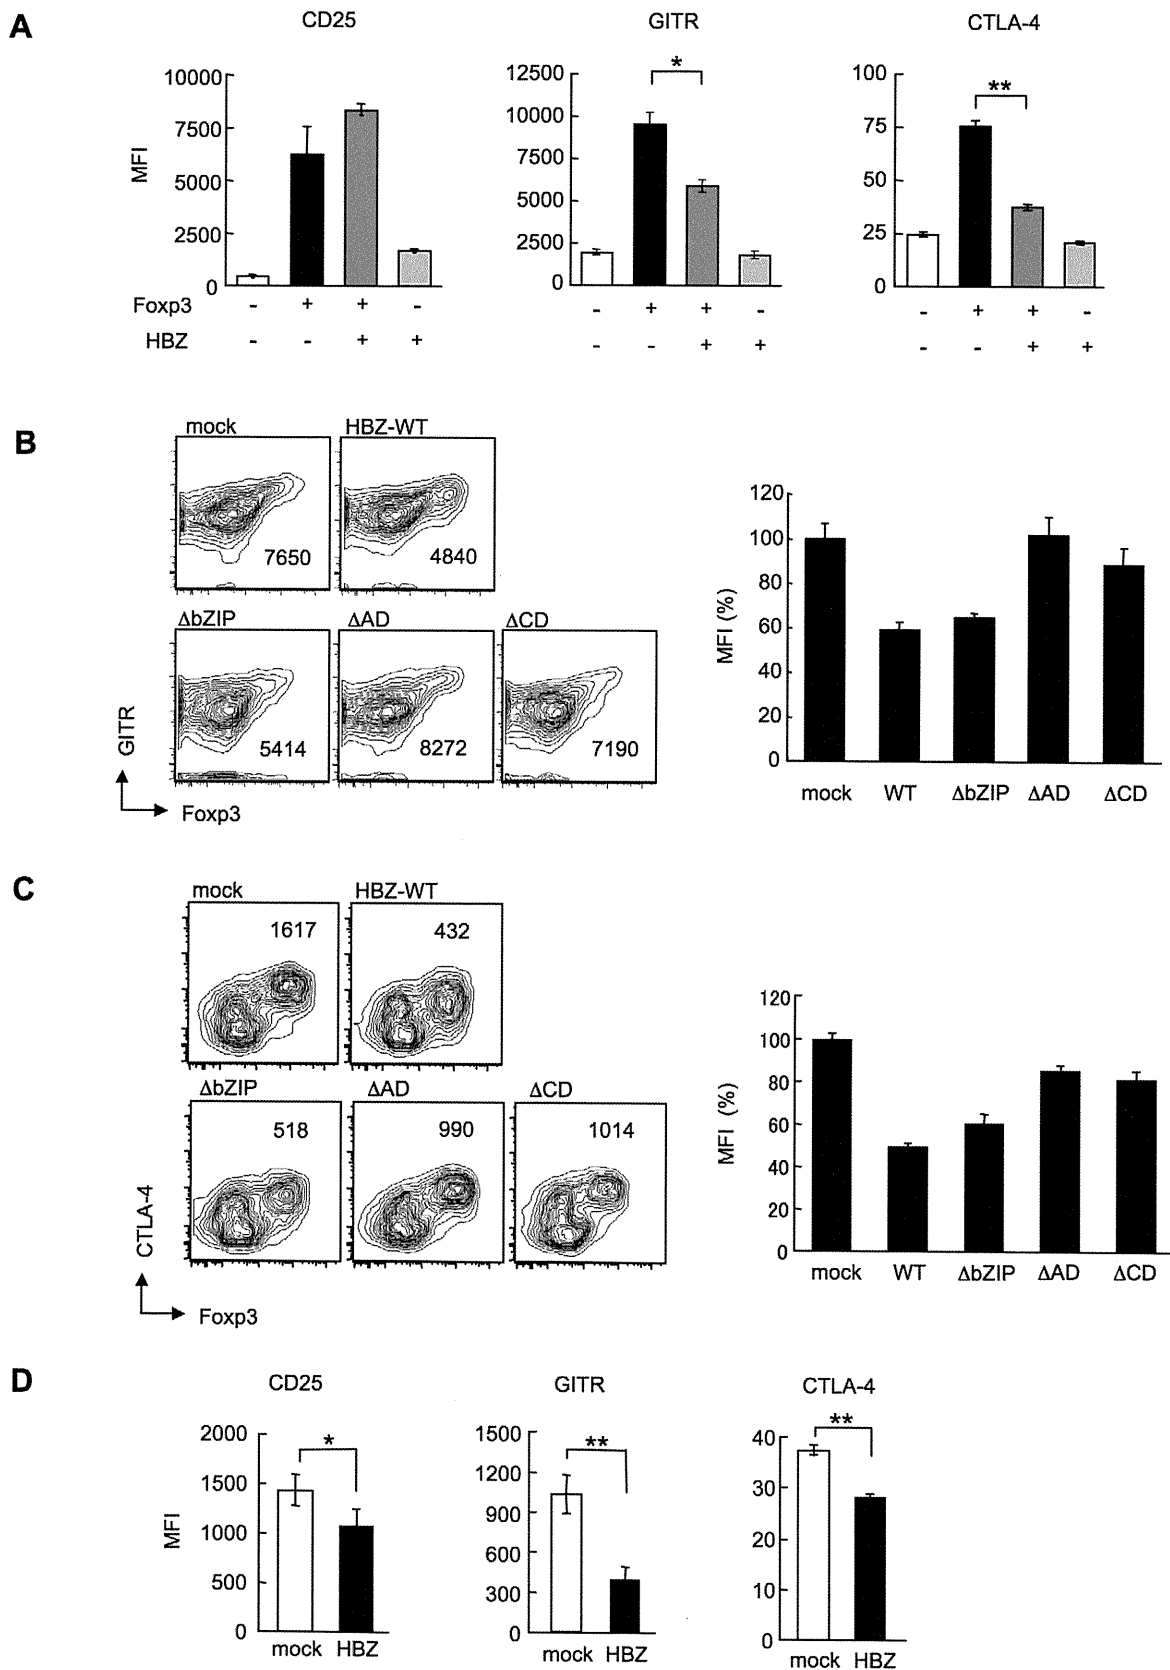 A
CD25
GITR
CTLA-4
MFI
10000
7500
5000
2500
0
12500
10000
7500
5000
2500
0
*
100
75
50
25
0
**
Foxp3 - + + -
HBZ - - + +
- + + -
- - + +
- + + -
- - + +
B
mock
HBZ-WT
7650
4840
ΔbZIP
ΔAD
ΔCD
5414
8272
7190
GITR
Foxp3
MFI (%)
120
100
80
60
40
20
0
mock WT ΔbZIP ΔAD ΔCD
C
mock
HBZ-WT
1617
432
ΔbZIP
ΔAD
ΔCD
518
990
1014
CTLA-4
Foxp3
MFI (%)
120
100
80
60
40
20
0
mock WT ΔbZIP ΔAD ΔCD
D
CD25
GITR
CTLA-4
MFI
2000
1500
1000
500
0
*
mock HBZ
1500
1200
900
600
300
0
**
mock HBZ
40
30
20
10
0
**
mock HBZ